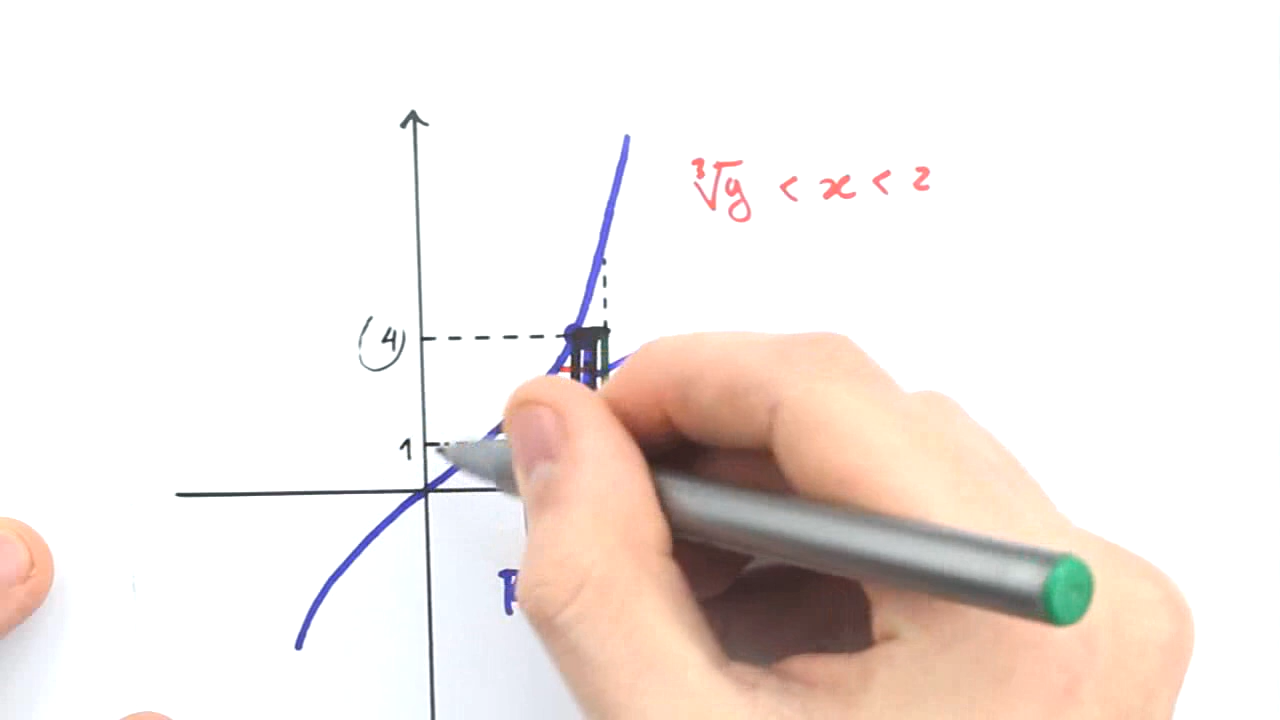 ∛y < x < 2
(4)
1